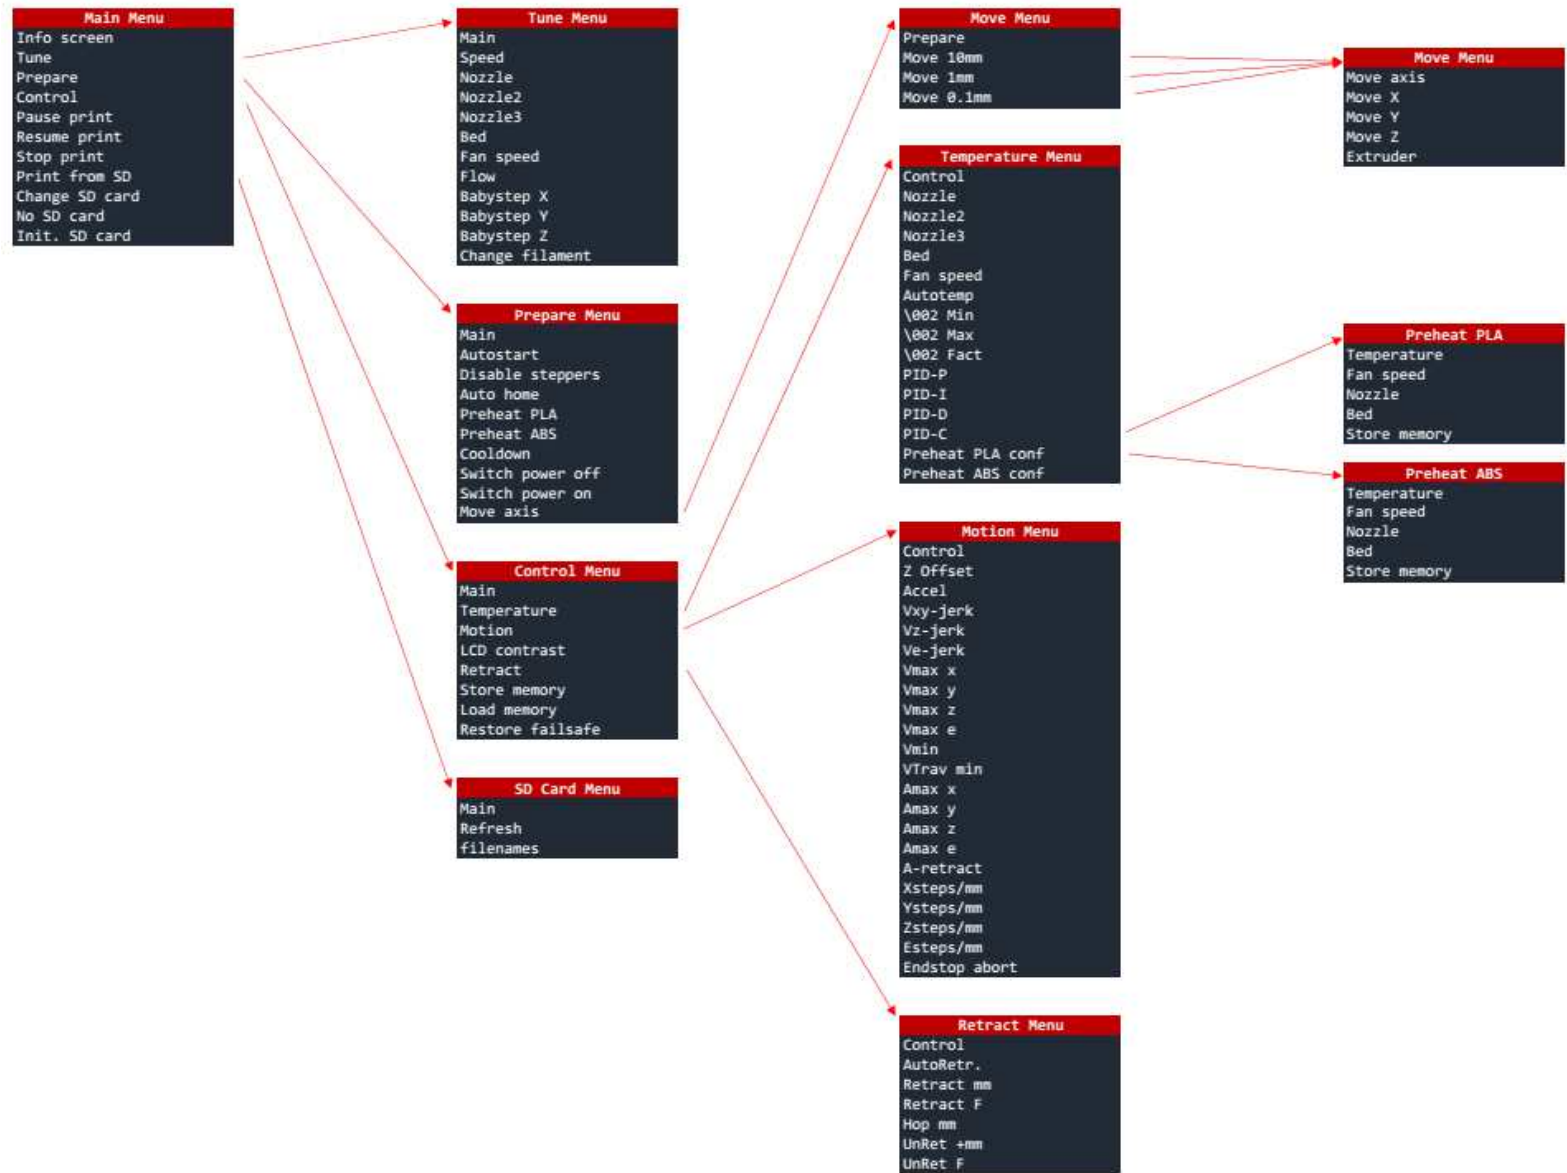 Main Menu
Info screen
Tune
Prepare
Control
Pause print
Resume print
Stop print
Print from SD
Change SD card
No SD card
Init. SD card
Tune Menu
Main
Speed
Nozzle
Nozzle2
Nozzle3
Bed
Fan speed
Flow
Babystep X
Babystep Y
Babystep Z
Change filament
Prepare Menu
Main
Autostart
Disable steppers
Auto home
Preheat PLA
Preheat ABS
Cooldown
Switch power off
Switch power on
Move axis
Control Menu
Main
Temperature
Motion
LCD contrast
Retract
Store memory
Load memory
Restore failsafe
SD Card Menu
Main
Refresh
filenames
Move Menu
Prepare
Move 10mm
Move 1mm
Move 0.1mm
Temperature Menu
Control
Nozzle
Nozzle2
Nozzle3
Bed
Fan speed
Autotemp
\002 Min
\002 Max
\002 Fact
PID-P
PID-I
PID-D
PID-C
Preheat PLA conf
Preheat ABS conf
Motion Menu
Control
Z Offset
Accel
Vxy-jerk
Vz-jerk
Ve-jerk
Vmax x
Vmax y
Vmax z
Vmax e
Vmin
VTrav min
Amax x
Amax y
Amax z
Amax e
A-retract
Xsteps/mm
Ysteps/mm
Zsteps/mm
Esteps/mm
Endstop abort
Retract Menu
Control
AutoRetr.
Retract mm
Retract F
Hop mm
UnRet +mm
UnRet F
Move Menu
Move axis
Move X
Move Y
Move Z
Extruder
Preheat PLA
Temperature
Fan speed
Nozzle
Bed
Store memory
Preheat ABS
Temperature
Fan speed
Nozzle
Bed
Store memory